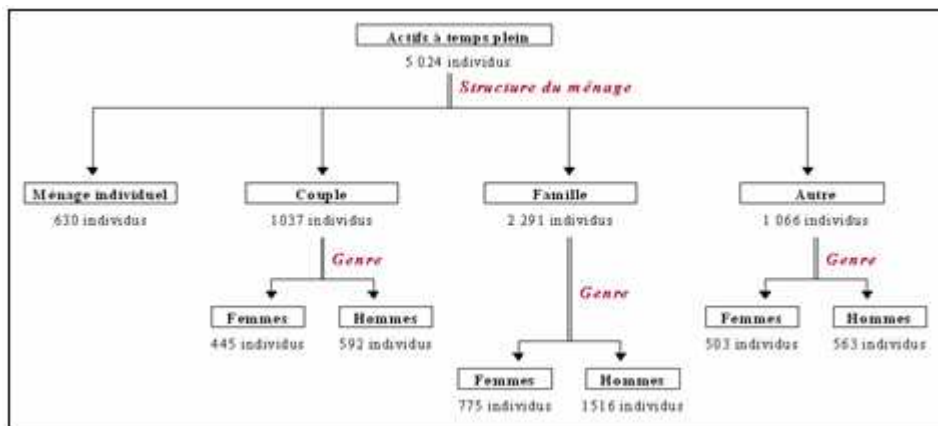 Actifs à temps plein
5 024 individus
Structure du ménage
Ménage individuel
630 individus
Couple
1037 individus
Famille
2 291 individus
Autre
1 066 individus
Genre
Genre
Genre
Femmes
445 individus
Hommes
592 individus
Femmes
503 individus
Hommes
563 individus
Femmes
775 individus
Hommes
1516 individus